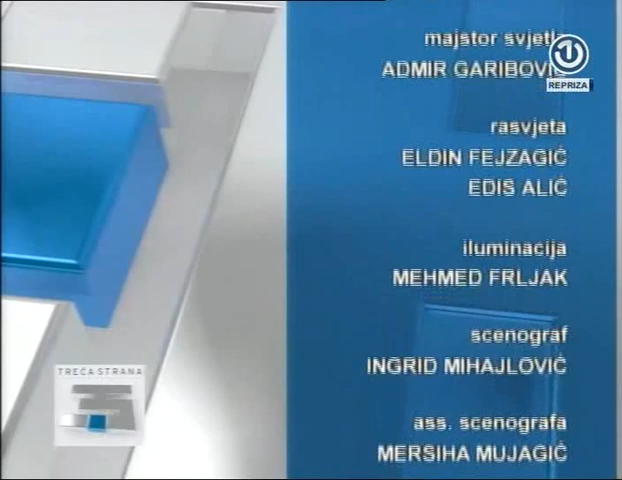 majstor svjetla
ADMIR GARIBOVIĆ
REPRIZA
rasvjeta
ELDIN FEJZAGIĆ
EDIS ALIĆ
iluminacija
MEHMED FRLJAK
scenograf
INGRID MIHAJLOVIĆ
TREĆA STRANA
ass. scenografa
MERSIHA MUJAGIĆ